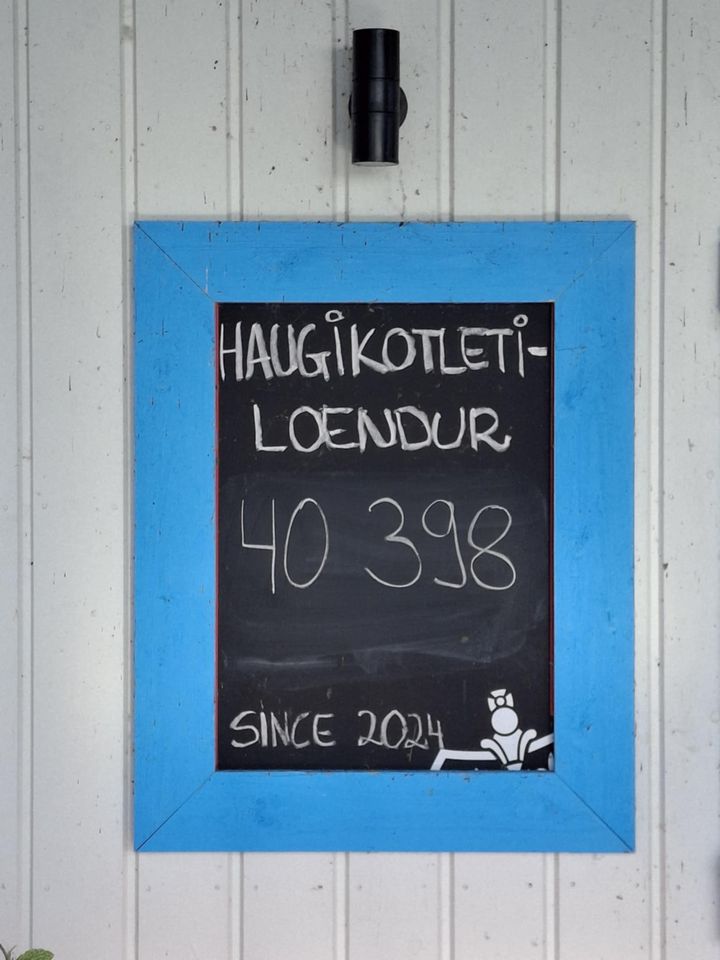 HAUGIKOTLETI-
LOENDUR
40 398
SINCE 2024